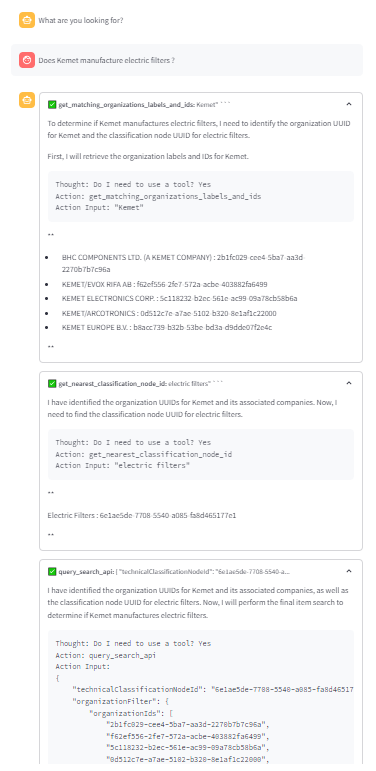 What are you looking for?
Does Kemet manufactures electric filters ?
get_matching_organizations_labels_and_ids: Kemet"```
To determine if Kemet manufactures electric filters, I need to identify the organization UUID
for Kemet and the classification node UUID for electric filters.
First, I will retrieve the organization labels and IDs for Kemet.
Thought: Do I need to use a tool? Yes
Action: get_matching_organizations_labels_and_ids
Action Input: "Kemet"
"
BHC COMPONENTS LTD. (A KEMET COMPANY) : 2b1fc029-cee4-5ba7-aa3d-
2270b7b7c96a
KEMET/EVOX RIFA AB : f62ef556-2fe7-572a-acbe-403882fa6499
KEMET ELECTRONICS CORP. : 5c118232-b2ec-561e-ac99-09a78cb58b6a
KEMET/ARCOTRONICS : 0d512c7e-a7ae-5102-b320-8e1af1c22000
KEMET EUROPE B.V. : b8acc739-b32b-53be-bd3a-d9dde07f2e4c
"
get_nearest_classification_node_id: electric filters"```
I have identified the organization UUIDs for Kemet and its associated companies. Now, I
need to find the classification node UUID for electric filters.
Thought: Do I need to use a tool? Yes
Action: get_nearest_classification_node_id
Action Input: "electric filters"
"
Electric Filters : 6e1ae5de-7708-5540-a085-fa8d465177e1
"
query_search_api: { "technicalClassificationNodeId": "6e1ae5de-7708-5540-a...
I have identified the organization UUIDs for Kemet and its associated companies, as well as
the classification node UUID for electric filters. Now, I will perform the final item search to
determine if Kemet manufactures electric filters.
Thought: Do I need to use a tool? Yes
Action: query_search_api
Action Input:
{
"technicalClassificationNodeId": "6e1ae5de-7708-5540-a085-fa8d46517
"organizationFilter": {
"organizationIds": [
"2b1fc029-cee4-5ba7-aa3d-2270b7b7c96a",
"f62ef556-2fe7-572a-acbe-403882fa6499",
"5c118232-b2ec-561e-ac99-09a78cb58b6a",
"0d512c7e-a7ae-5102-b320-8e1af1c22000",